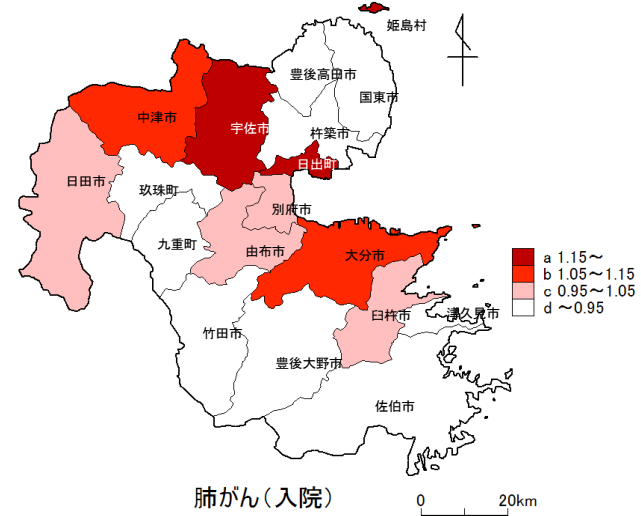 姫島村
豊後高田市
国東市
中津市
宇佐市
杵築市
日出町
日田市
玖珠町
別府市
九重町
由布市
大分市
a 1.15～
b 1.05～1.15
c 0.95～1.05
d ～0.95
臼杵市
津久見市
竹田市
豊後大野市
佐伯市
肺がん（入院）
0 20km